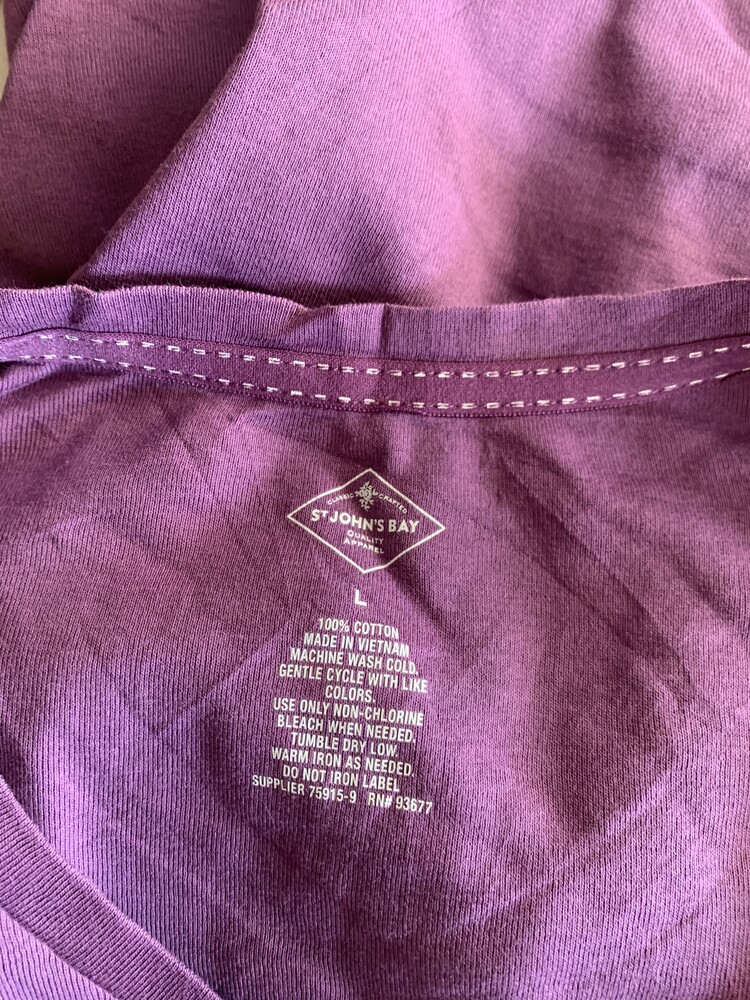 CLASSIC CRAFTED
ST JOHN'S BAY
QUALITY
APPAREL
L
100% COTTON
MADE IN VIETNAM
MACHINE WASH COLD.
GENTLE CYCLE WITH LIKE
COLORS.
USE ONLY NON-CHLORINE
BLEACH WHEN NEEDED.
TUMBLE DRY LOW.
WARM IRON AS NEEDED.
DO NOT IRON LABEL
SUPPLIER 75915-9 RN# 93677